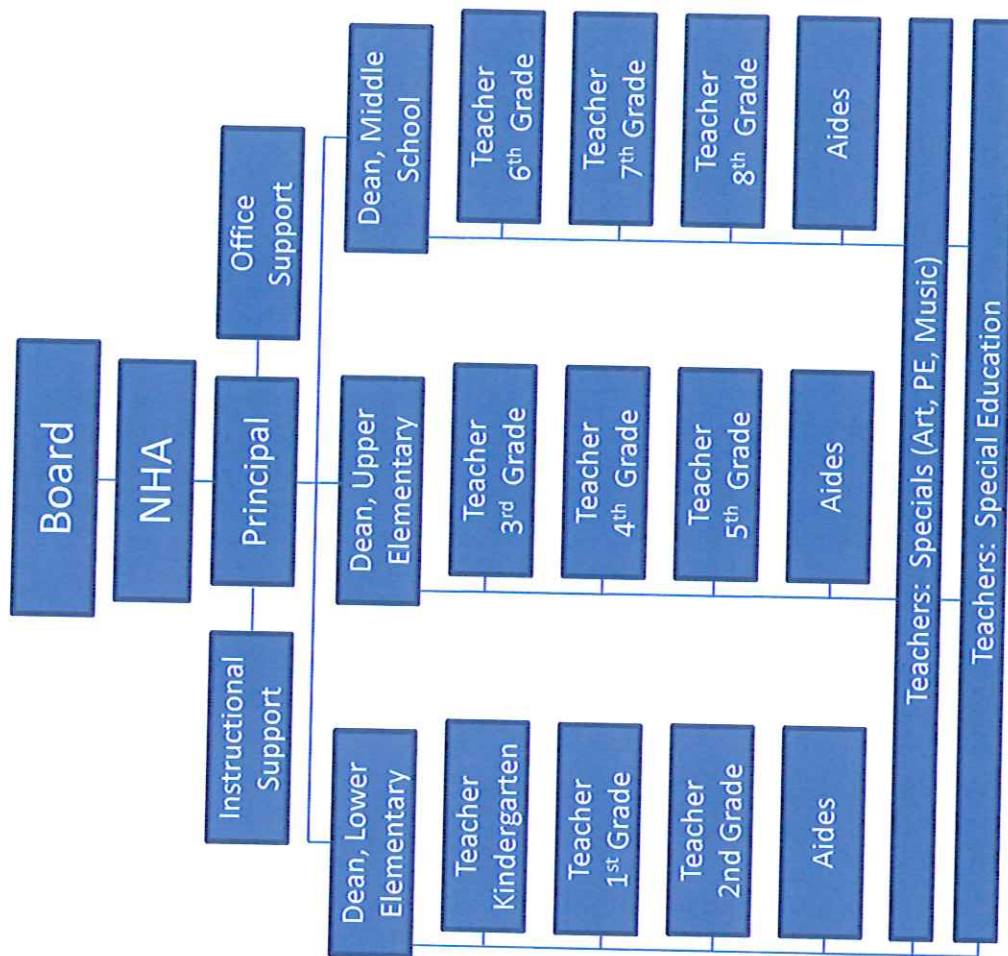 Board
NHA
Principal
Instructional
Support
Office
Support
Dean, Lower
Elementary
Teacher
Kindergarten
Teacher
1st Grade
Teacher
2nd Grade
Aides
Dean, Upper
Elementary
Teacher
3rd Grade
Teacher
4th Grade
Teacher
5th Grade
Aides
Dean, Middle
School
Teacher
6th Grade
Teacher
7th Grade
Teacher
8th Grade
Aides
Teachers: Specials (Art, PE, Music)
Teachers: Special Education